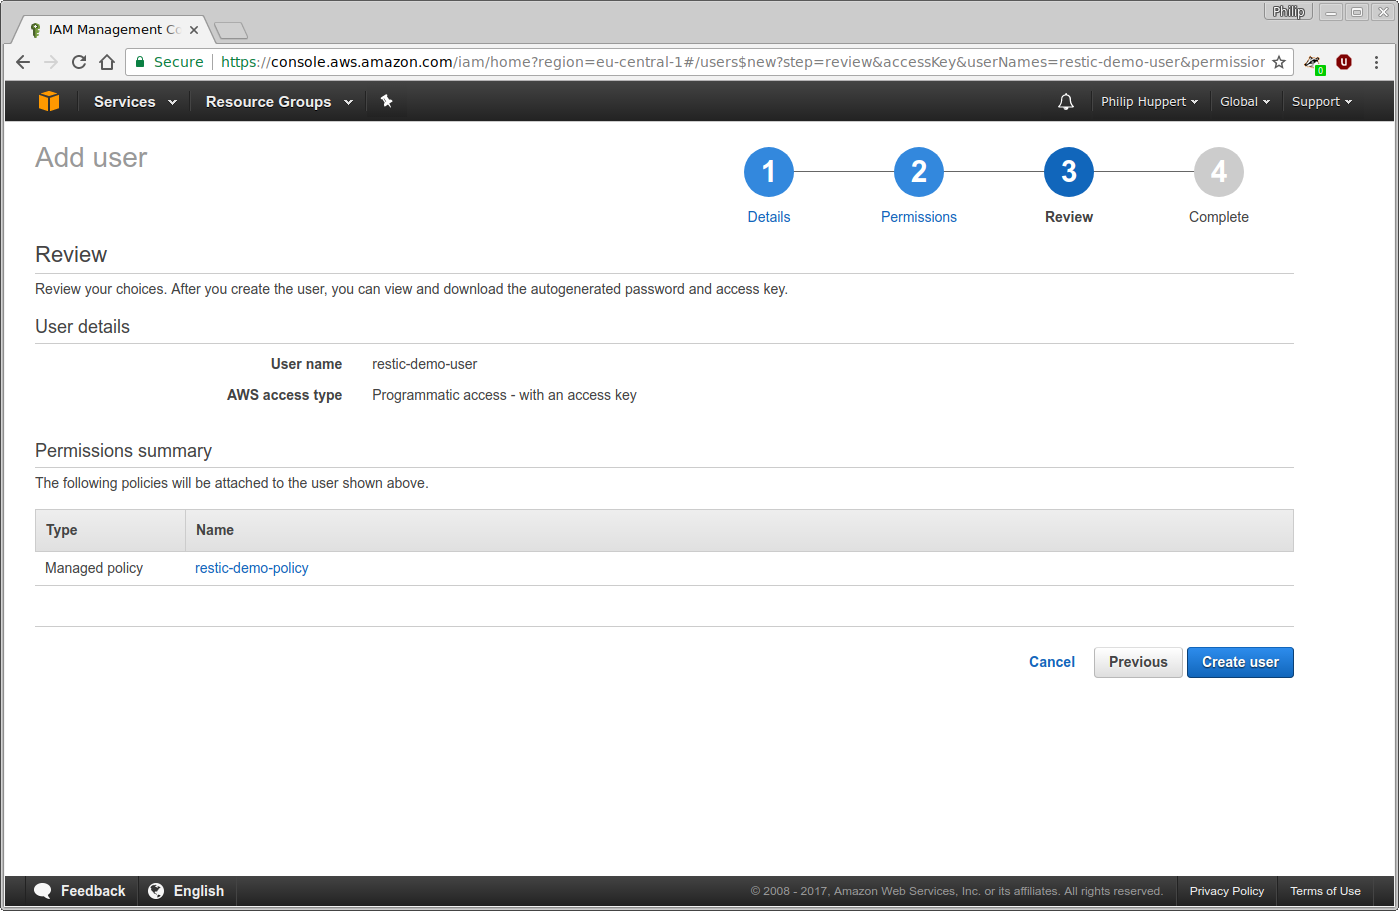 Philip
IAM Management Co
Secure https://console.aws.amazon.com/iam/home?region=eu-central-1#/users$new?step=review&accessKey&userNames=restic-demo-user&permission
0
Services Resource Groups Philip Huppert Global Support
Add user
1 2 3 4
Details Permissions Review Complete
Review
Review your choices. After you create the user, you can view and download the autogenerated password and access key.
User details
User name restic-demo-user
AWS access type Programmatic access - with an access key
Permissions summary
The following policies will be attached to the user shown above.
Type Name
Managed policy restic-demo-policy
Cancel Previous Create user
Feedback English © 2008 - 2017, Amazon Web Services, Inc. or its affiliates. All rights reserved. Privacy Policy Terms of Use